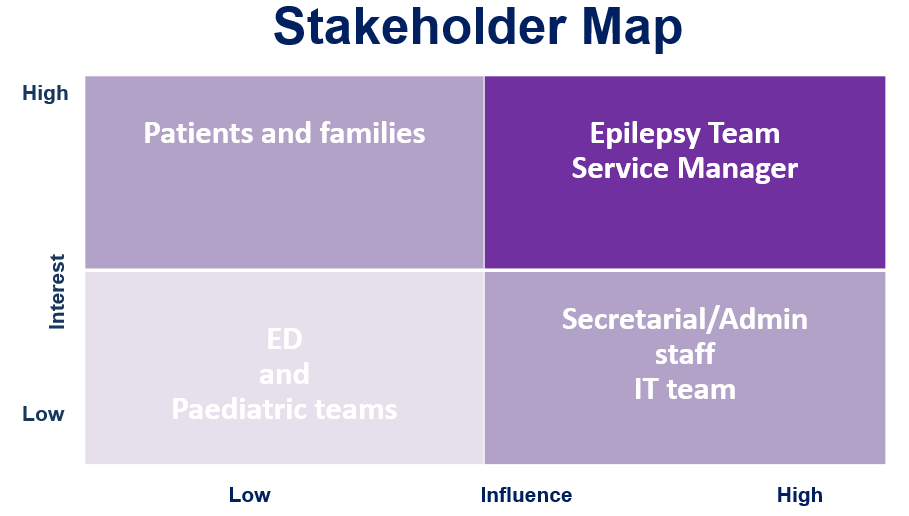 Stakeholder Map
High
Patients and families
Epilepsy Team
Service Manager
Interest
ED
and
Paediatric teams
Secretarial/Admin
staff
IT team
Low
Low
Influence
High